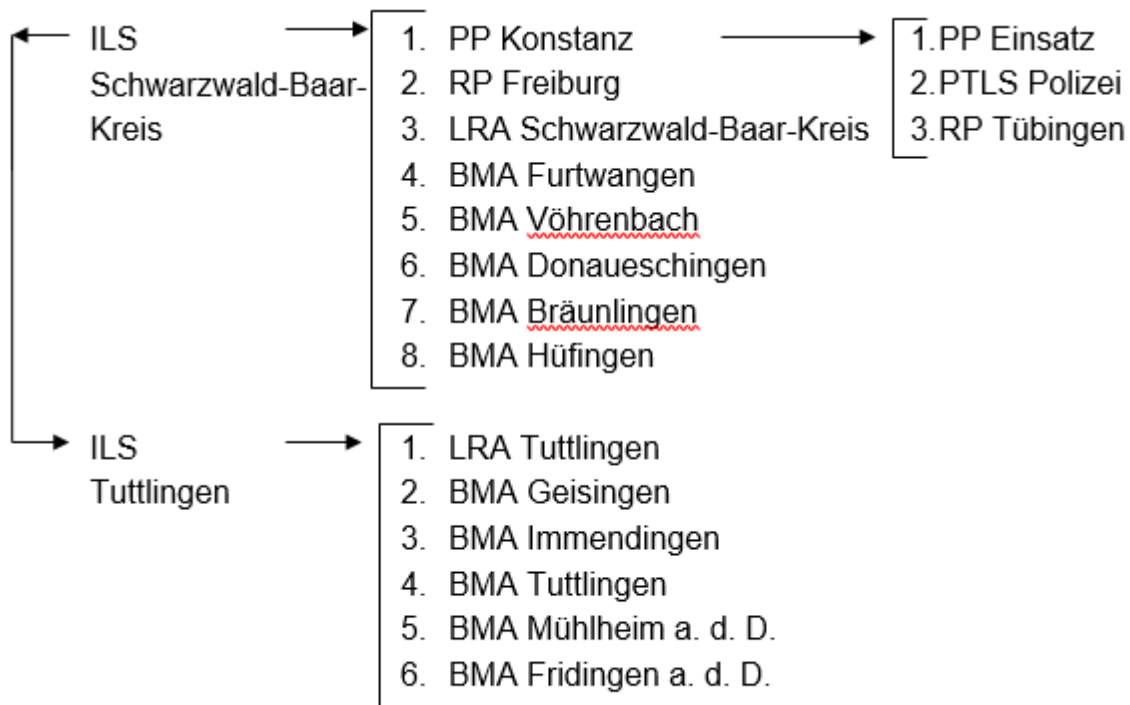 ILS
Schwarzwald-Baar-
Kreis
1. PP Konstanz
2. RP Freiburg
3. LRA Schwarzwald-Baar-Kreis
4. BMA Furtwangen
5. BMA Vöhrenbach
6. BMA Donaueschingen
7. BMA Bräunlingen
8. BMA Hüfingen
1.PP Einsatz
2.PTLS Polizei
3.RP Tübingen
ILS
Tuttlingen
1. LRA Tuttlingen
2. BMA Geisingen
3. BMA Immendingen
4. BMA Tuttlingen
5. BMA Mühlheim a. d. D.
6. BMA Fridingen a. d. D.